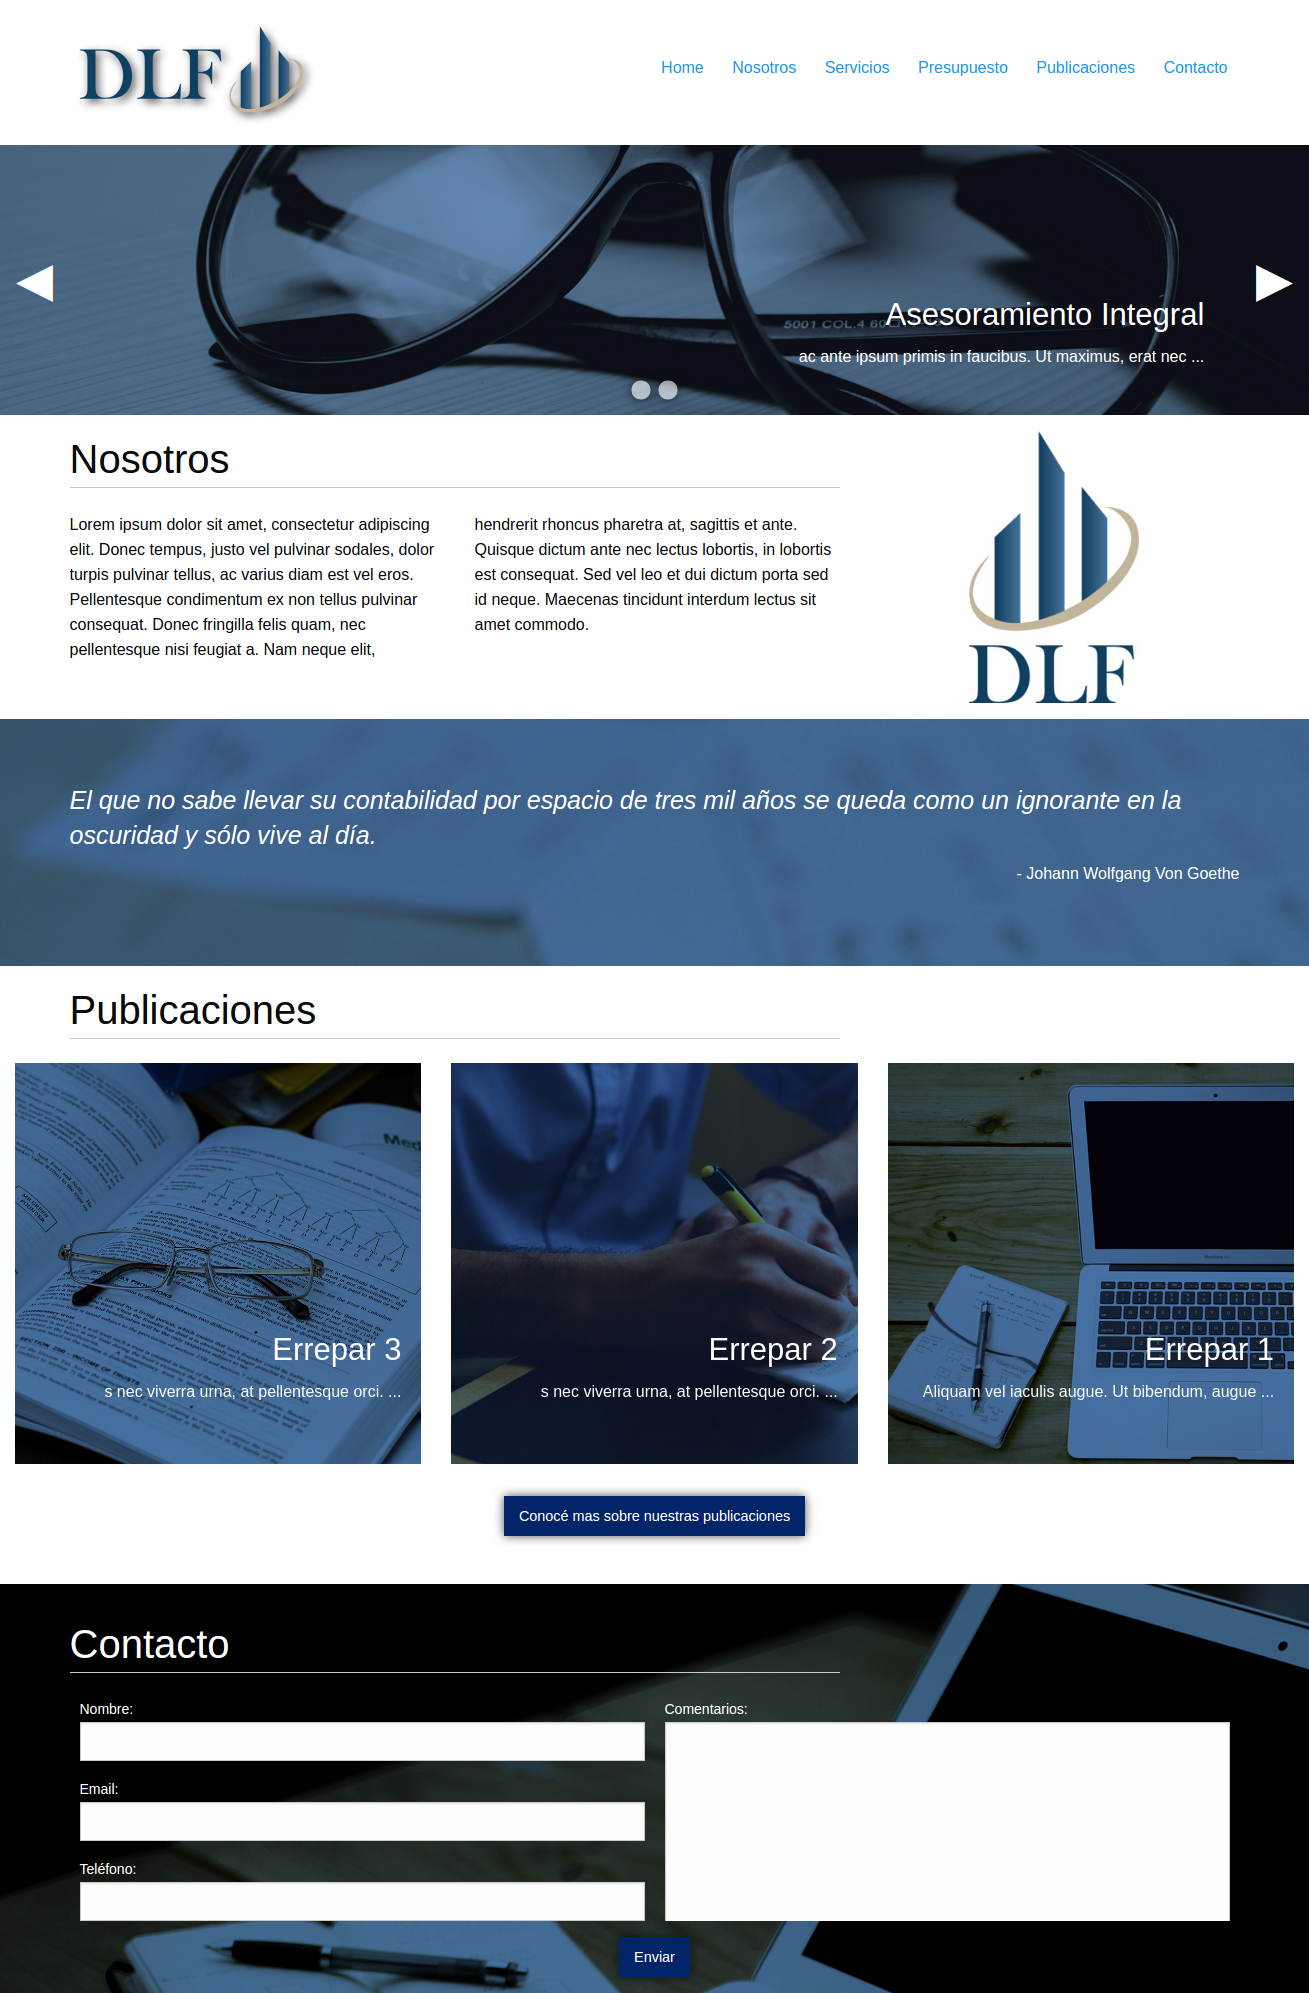 DLF
Home Nosotros Servicios Presupuesto Publicaciones Contacto
5001 COL.4 60
Asesoramiento Integral
ac ante ipsum primis in faucibus. Ut maximus, erat nec ...
Nosotros
Lorem ipsum dolor sit amet, consectetur adipiscing
elit. Donec tempus, justo vel pulvinar sodales, dolor
turpis pulvinar tellus, ac varius diam est vel eros.
Pellentesque condimentum ex non tellus pulvinar
consequat. Donec fringilla felis quam, nec
pellentesque nisi feugiat a. Nam neque elit,
hendrerit rhoncus pharetra at, sagittis et ante.
Quisque dictum ante nec lectus lobortis, in lobortis
est consequat. Sed vel leo et dui dictum porta sed
id neque. Maecenas tincidunt interdum lectus sit
amet commodo.
DLF
El que no sabe llevar su contabilidad por espacio de tres mil años se queda como un ignorante en la
oscuridad y sólo vive al día.
- Johann Wolfgang Von Goethe
Publicaciones
Errepar 3
s nec viverra urna, at pellentesque orci. ...
Errepar 2
s nec viverra urna, at pellentesque orci. ...
Errepar 1
Aliquam vel iaculis augue. Ut bibendum, augue ...
Conocé mas sobre nuestras publicaciones
Contacto
Nombre:
Email:
Teléfono:
Comentarios:
Enviar